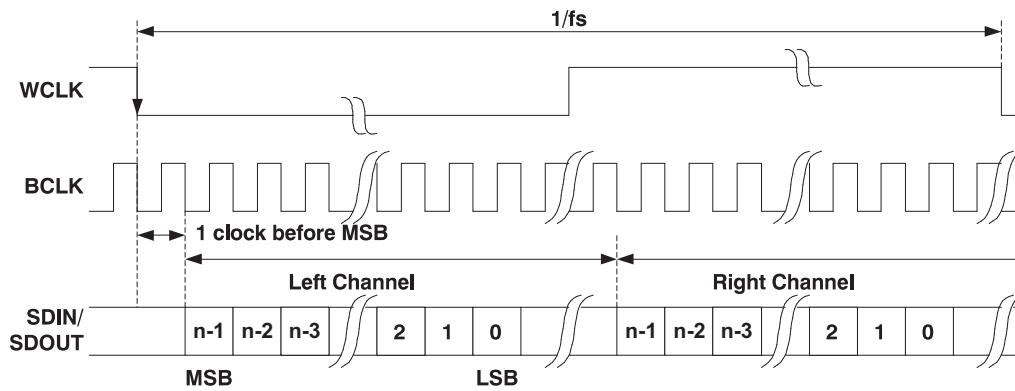 1/fs
WCLK
BCLK
1 clock before MSB
Left Channel
Right Channel
SDIN/
SDOUT
n-1 n-2 n-3 2 1 0 n-1 n-2 n-3 2 1 0
MSB LSB